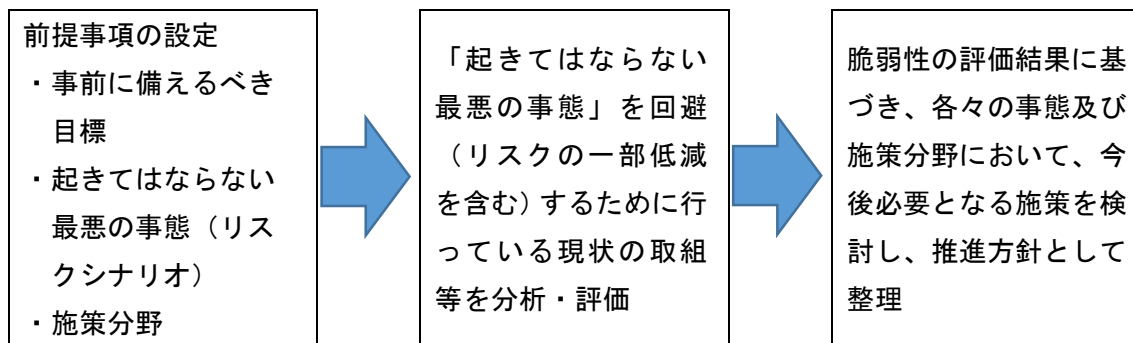 前提事項の設定
・事前に備えるべき
目標
・起きてはならない
最悪の事態（リス
クシナリオ）
・施策分野
「起きてはならない
最悪の事態」を回避
（リスクの一部低減
を含む）するために行
っている現状の取組
等を分析・評価
脆弱性の評価結果に基
づき、各々の事態及び
施策分野において、今
後必要となる施策を検
討し、推進方針として
整理